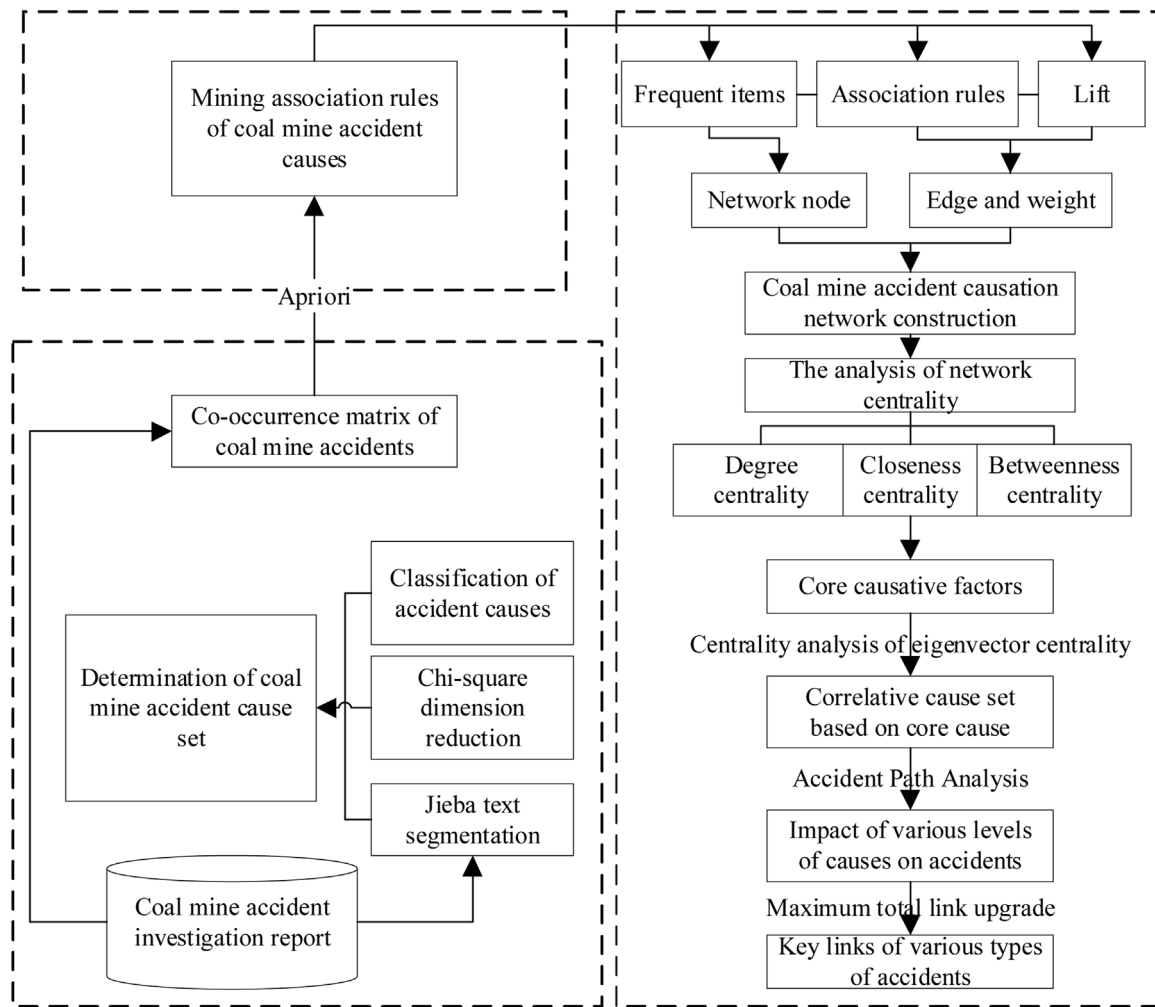 Mining association rules
of coal mine accident
causes
Apriori
Co-occurrence matrix of
coal mine accidents
Classification of
accident causes
Determination of coal
mine accident cause
set
Chi-square
dimension
reduction
Jieba text
segmentation
Coal mine accident
investigation report
Frequent items
Association rules
Lift
Network node
Edge and weight
Coal mine accident causation
network construction
The analysis of network
centrality
Degree
centrality
Closeness
centrality
Betweenness
centrality
Core causative factors
Centrality analysis of eigenvector centrality
Correlative cause set
based on core cause
Accident Path Analysis
Impact of various levels
of causes on accidents
Maximum total link upgrade
Key links of various types
of accidents